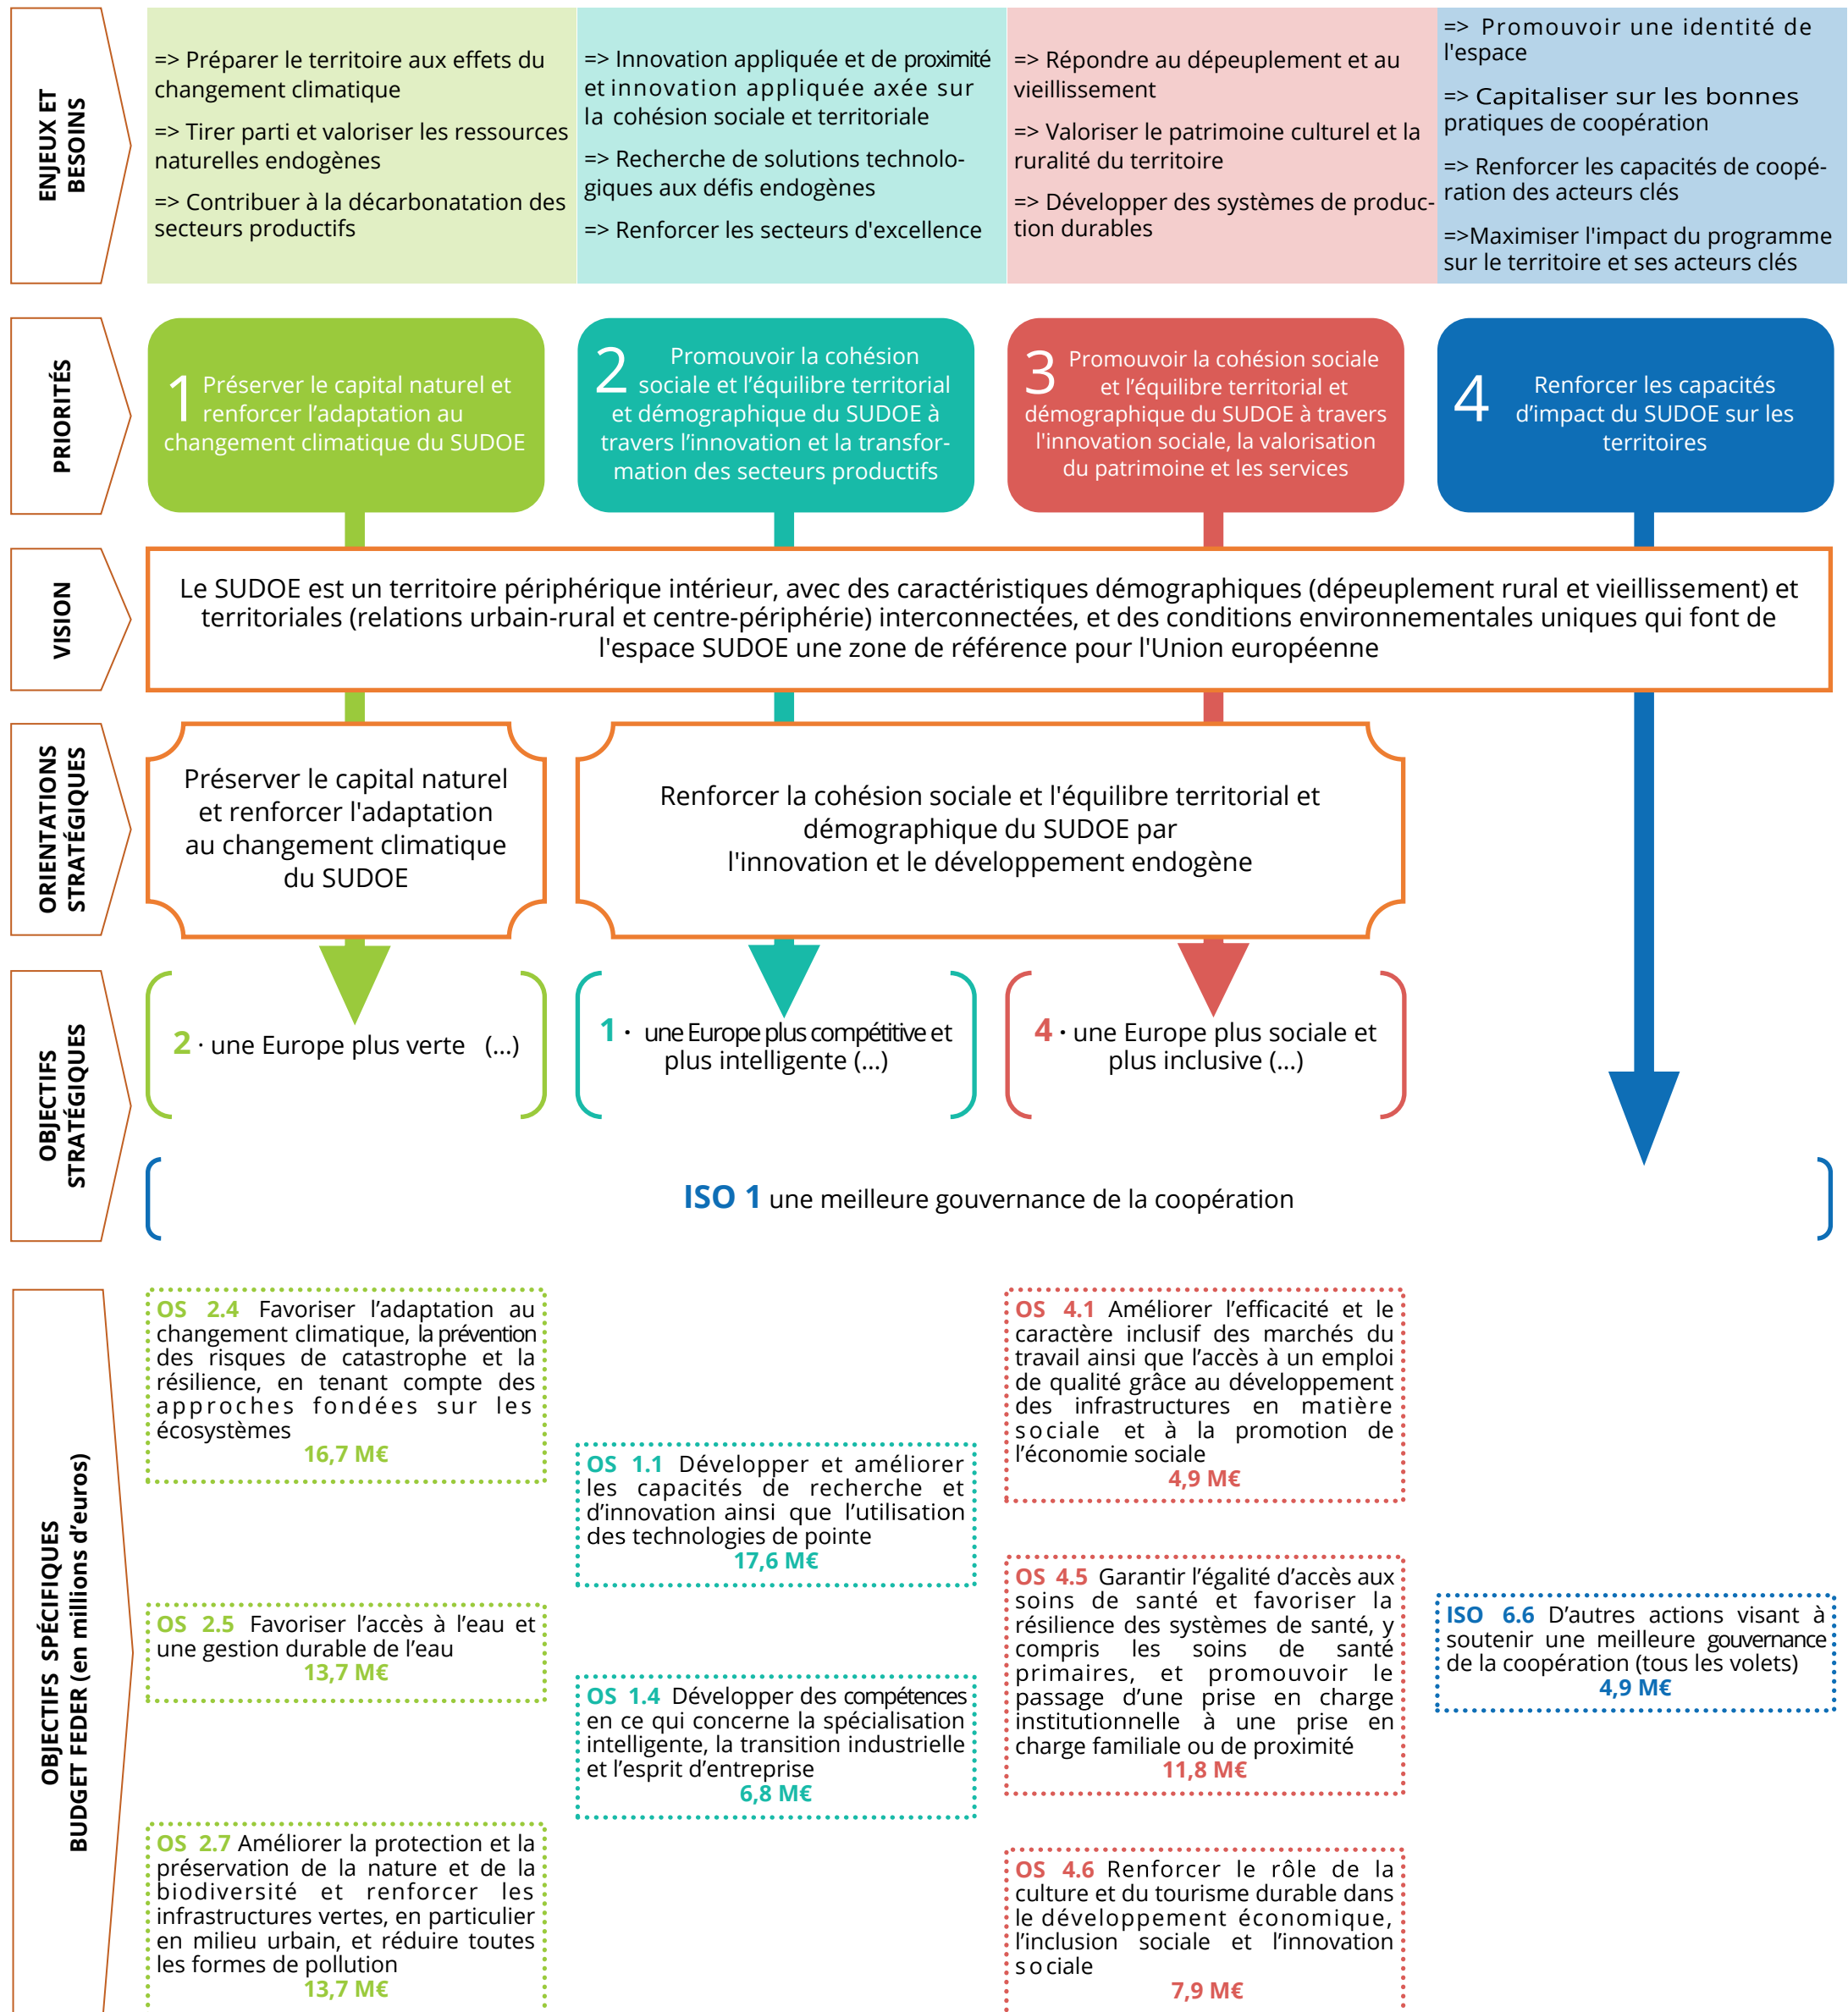 ENJEUX ET
BESOINS
=> Préparer le territoire aux effets du
changement climatique
=> Tirer parti et valoriser les ressources
naturelles endogènes
=> Contribuer à la décarbonatation des
secteurs productifs
=> Innovation appliquée et de proximité
et innovation appliquée axée sur
la cohésion sociale et territoriale
=> Recherche de solutions technolo-
giques aux défis endogènes
=> Renforcer les secteurs d'excellence
=> Répondre au dépeuplement et au
vieillissement
=> Valoriser le patrimoine culturel et la
ruralité du territoire
=> Développer des systèmes de produc-
tion durables
=> Promouvoir une identité de
l'espace
=> Capitaliser sur les bonnes
pratiques de coopération
=> Renforcer les capacités de coopé-
ration des acteurs clés
=>Maximiser l'impact du programme
sur le territoire et ses acteurs clés
PRIORITÉS
1 Préserver le capital naturel et
renforcer l’adaptation au
changement climatique du SUDOE
2 Promouvoir la cohésion
sociale et l’équilibre territorial
et démographique du SUDOE à
travers l’innovation et la transfor-
mation des secteurs productifs
3 Promouvoir la cohésion sociale
et l’équilibre territorial et
démographique du SUDOE à travers
l'innovation sociale, la valorisation
du patrimoine et les services
4 Renforcer les capacités
d’impact du SUDOE sur les
territoires
VISION
Le SUDOE est un territoire périphérique intérieur, avec des caractéristiques démographiques (dépeuplement rural et vieillissement) et
territoriales (relations urbain-rural et centre-périphérie) interconnectées, et des conditions environnementales uniques qui font de
l'espace SUDOE une zone de référence pour l'Union européenne
ORIENTATIONS
STRATÉGIQUES
Préserver le capital naturel
et renforcer l'adaptation
au changement climatique
du SUDOE
Renforcer la cohésion sociale et l'équilibre territorial et
démographique du SUDOE par
l'innovation et le développement endogène
OBJECTIFS
STRATÉGIQUES
2 · une Europe plus verte (...)
1 · une Europe plus compétitive et
plus intelligente (...)
4 · une Europe plus sociale et
plus inclusive (...)
ISO 1 une meilleure gouvernance de la coopération
OBJECTIFS SPÉCIFIQUES
BUDGET FEDER (en millions d’euros)
OS 2.4 Favoriser l’adaptation au
changement climatique, la prévention
des risques de catastrophe et la
résilience, en tenant compte des
approches fondées sur les
écosystèmes
16,7 M€
OS 2.5 Favoriser l’accès à l’eau et
une gestion durable de l’eau
13,7 M€
OS 2.7 Améliorer la protection et la
préservation de la nature et de la
biodiversité et renforcer les
infrastructures vertes, en particulier
en milieu urbain, et réduire toutes
les formes de pollution
13,7 M€
OS 1.1 Développer et améliorer
les capacités de recherche et
d’innovation ainsi que l’utilisation
des technologies de pointe
17,6 M€
OS 1.4 Développer des compétences
en ce qui concerne la spécialisation
intelligente, la transition industrielle
et l’esprit d’entreprise
6,8 M€
OS 4.1 Améliorer l’efficacité et le
caractère inclusif des marchés du
travail ainsi que l’accès à un emploi
de qualité grâce au développement
des infrastructures en matière
sociale et à la promotion de
l’économie sociale
4,9 M€
OS 4.5 Garantir l’égalité d’accès aux
soins de santé et favoriser la
résilience des systèmes de santé, y
compris les soins de santé
primaires, et promouvoir le
passage d’une prise en charge
institutionnelle à une prise en
charge familiale ou de proximité
11,8 M€
OS 4.6 Renforcer le rôle de la
culture et du tourisme durable dans
le développement économique,
l’inclusion sociale et l’innovation
sociale
7,9 M€
ISO 6.6 D’autres actions visant à
soutenir une meilleure gouvernance
de la coopération (tous les volets)
4,9 M€